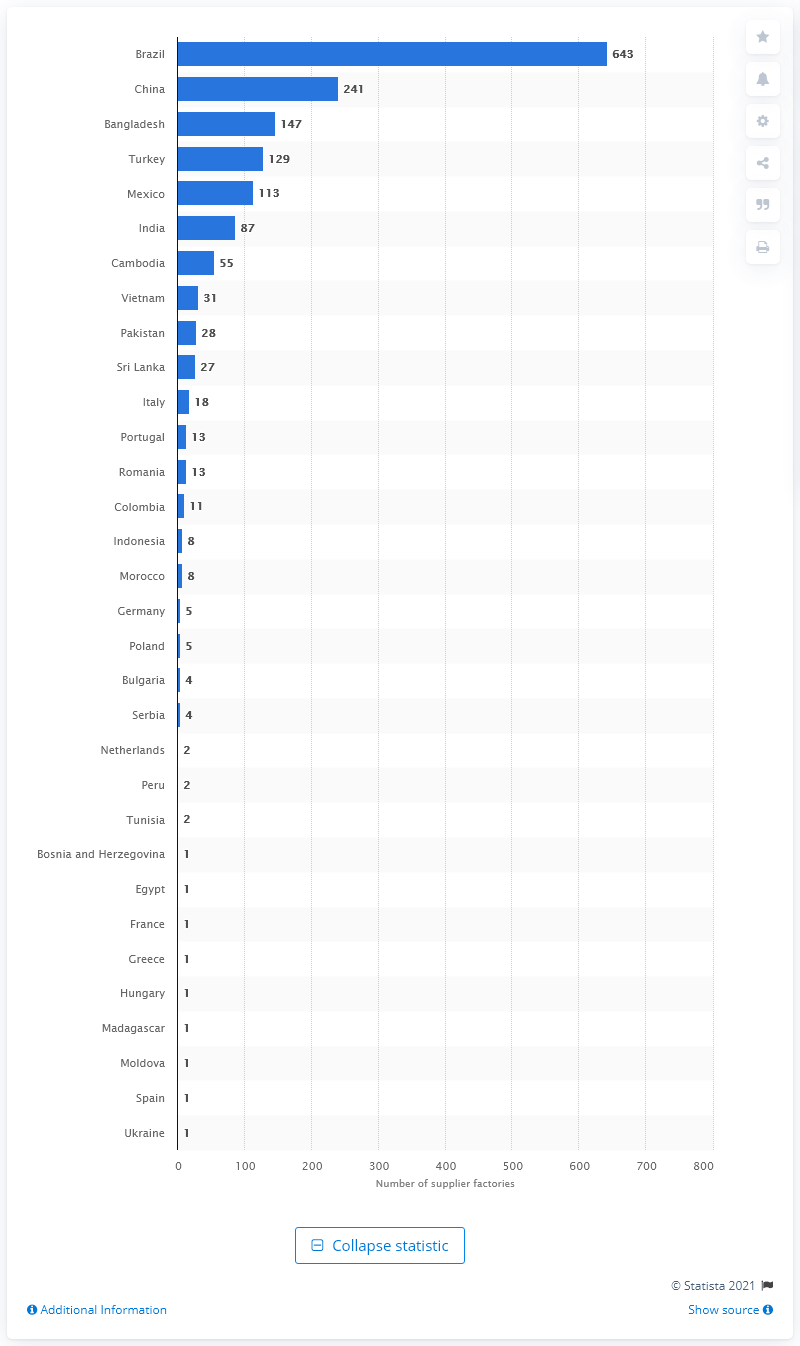 Brazil 643
China 241
Bangladesh 147
Turkey 129
Mexico 113
India 87
Cambodia 55
Vietnam 31
Pakistan 28
Sri Lanka 27
Italy 18
Portugal 13
Romania 13
Colombia 11
Indonesia 8
Morocco 8
Germany 5
Poland 5
Bulgaria 4
Serbia 4
Netherlands 2
Peru 2
Tunisia 2
Bosnia and Herzegovina 1
Egypt 1
France 1
Greece 1
Hungary 1
Madagascar 1
Moldova 1
Spain 1
Ukraine 1
0 100 200 300 400 500 600 700 800
Number of supplier factories
Collapse statistic
© Statista 2021
Additional Information Show source